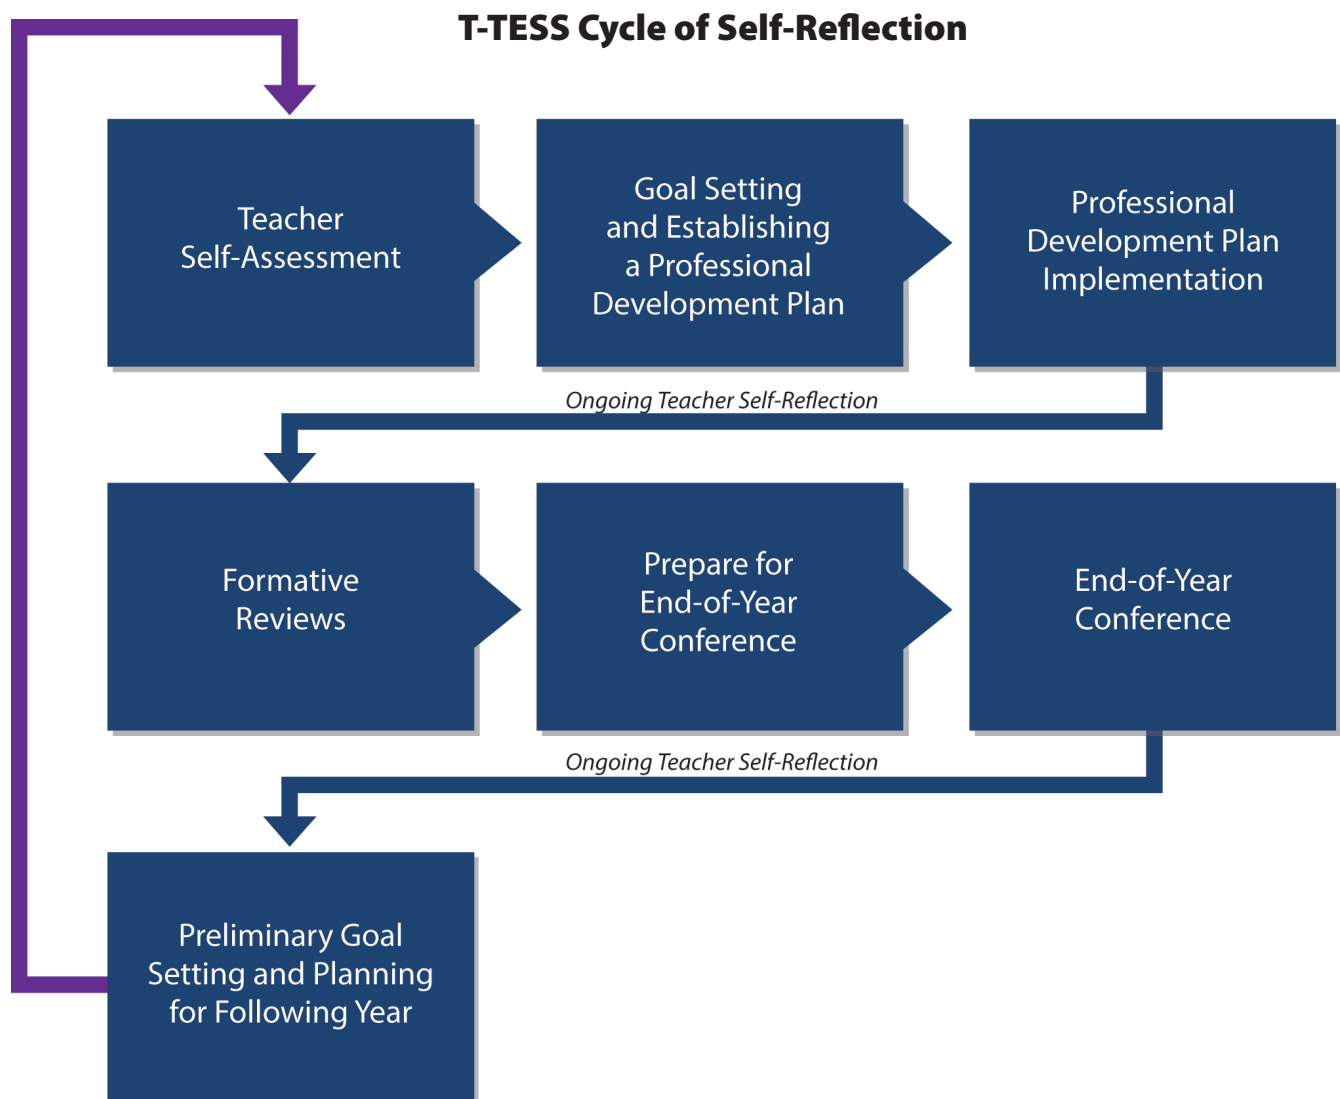 T-TESS Cycle of Self-Reflection
Teacher
Self-Assessment
Goal Setting
and Establishing
a Professional
Development Plan
Professional
Development Plan
Implementation
Ongoing Teacher Self-Reflection
Formative
Reviews
Prepare for
End-of-Year
Conference
End-of-Year
Conference
Ongoing Teacher Self-Reflection
Preliminary Goal
Setting and Planning
for Following Year